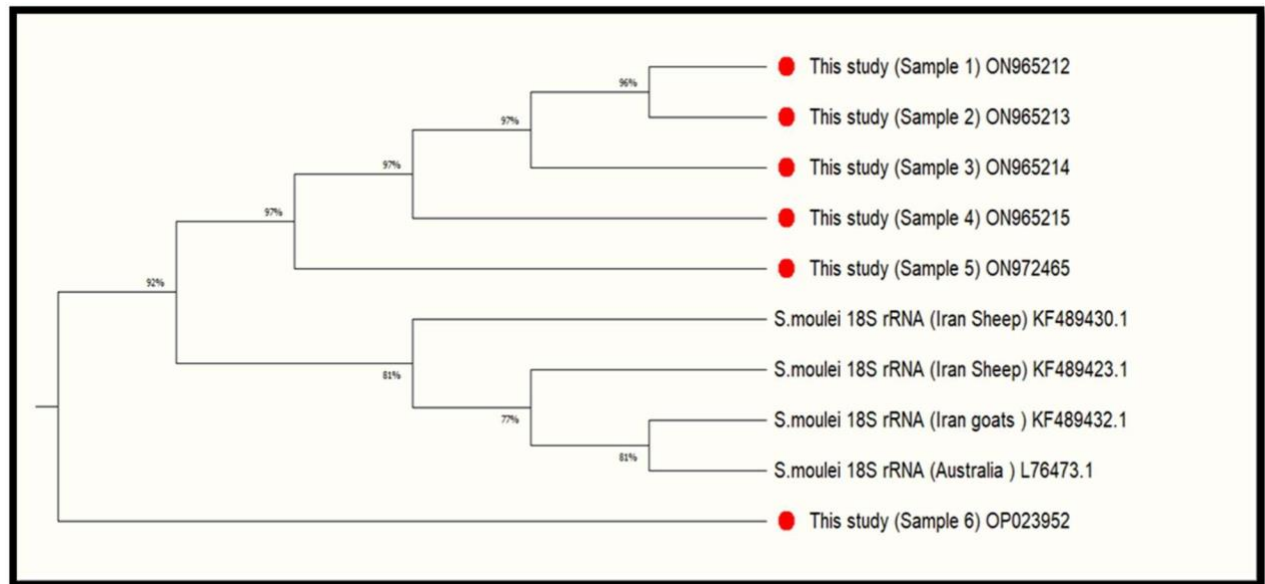 This study (Sample 1) ON965212
96%
This study (Sample 2) ON965213
97%
This study (Sample 3) ON965214
97%
This study (Sample 4) ON965215
97%
This study (Sample 5) ON972465
92%
S.moulei 18S rRNA (Iran Sheep) KF489430.1
81%
S.moulei 18S rRNA (Iran Sheep) KF489423.1
77%
S.moulei 18S rRNA (Iran goats ) KF489432.1
81%
S.moulei 18S rRNA (Australia ) L76473.1
This study (Sample 6) OP023952